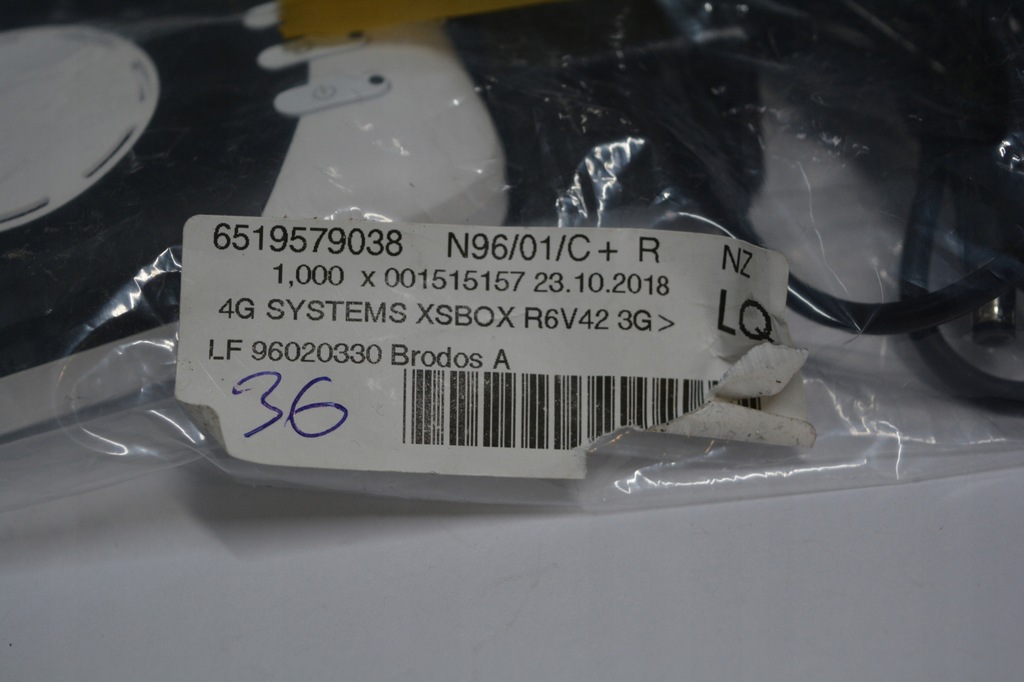 6519579038 N96/01/C+ R NZ
1,000 x 001515157 23.10.2018
4G SYSTEMS XSBOX R6V42 3G> LQ
LF 96020330 Brodos A
36